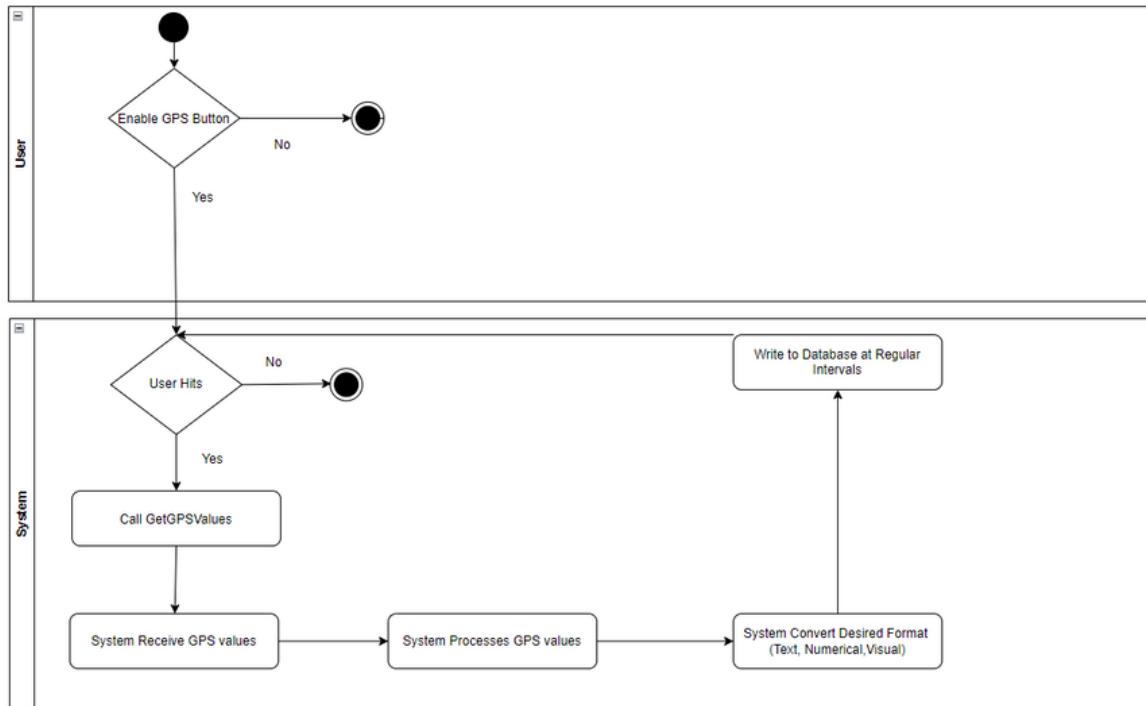 User
Enable GPS Button
No
Yes
System
User Hits
No
Yes
Write to Database at Regular
Intervals
Call GetGPSValues
System Receive GPS values
System Processes GPS values
System Convert Desired Format
(Text, Numerical,Visual)